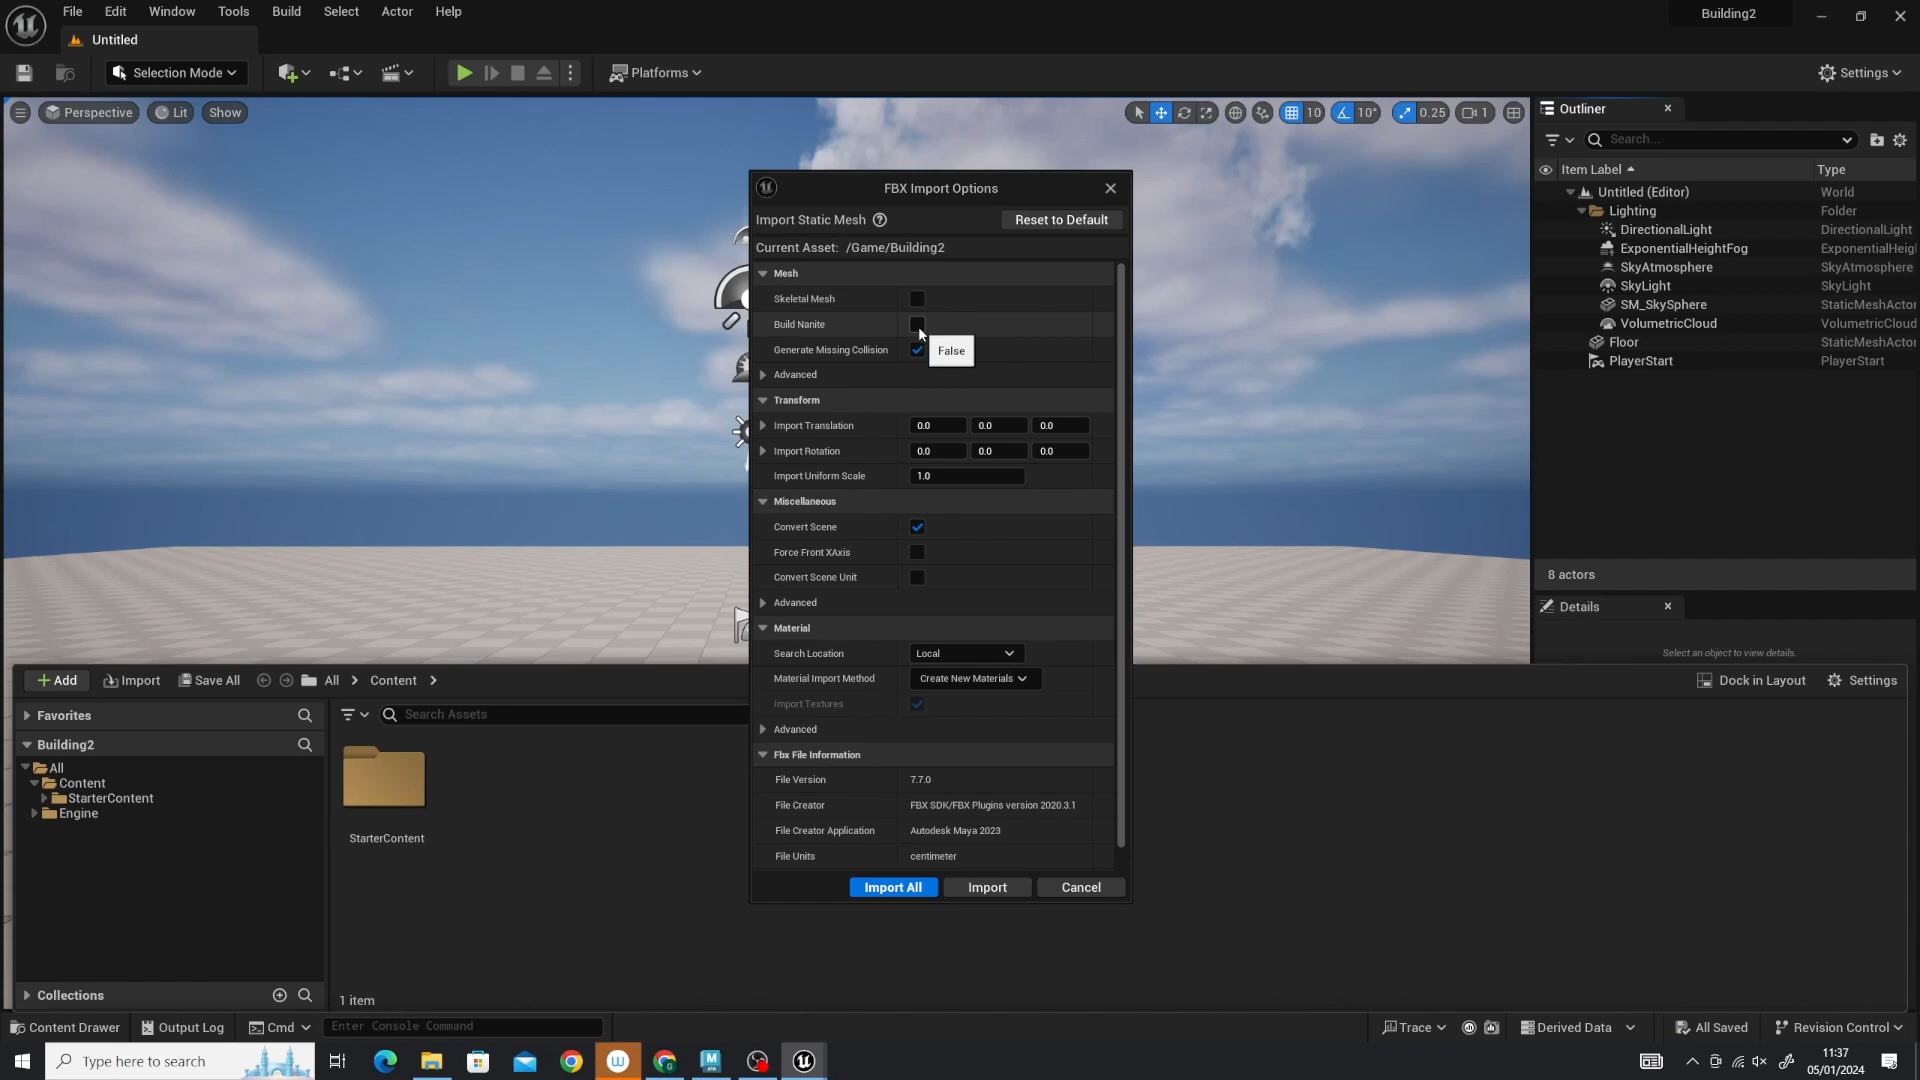 File Edit Window Tools Build Select Actor Help
Building2
Untitled
Selection Mode
Platforms
Settings
Perspective Lit Show
10 10° 0.25 1
Outliner
Search...
Item Label Type
Untitled (Editor) World
Lighting Folder
DirectionalLight DirectionalLight
ExponentialHeightFog ExponentialHeig
SkyAtmosphere SkyAtmosphere
SkyLight SkyLight
SM_SkySphere StaticMeshActo
VolumetricCloud VolumetricCloud
Floor StaticMeshActor
PlayerStart PlayerStart
8 actors
Details
Select an object to view details.
FBX Import Options
Import Static Mesh ? Reset to Default
Current Asset: /Game/Building2
Mesh
Skeletal Mesh
Build Nanite
Generate Missing Collision
False
Advanced
Transform
Import Translation 0.0 0.0 0.0
Import Rotation 0.0 0.0 0.0
Import Uniform Scale 1.0
Miscellaneous
Convert Scene
Force Front XAxis
Convert Scene Unit
Advanced
Material
Search Location Local
Material Import Method Create New Materials
Import Textures
Advanced
Fbx File Information
File Version 7.7.0
File Creator FBX SDK/FBX Plugins version 2020.3.1
File Creator Application Autodesk Maya 2023
File Units centimeter
Import All Import Cancel
Add Import Save All All Content
Dock in Layout Settings
Favorites
Search Assets
Building2
All
Content
StarterContent
Engine
StarterContent
Collections
1 item
Content Drawer Output Log Cmd Enter Console Command
Trace Derived Data All Saved Revision Control
Type here to search
11:37
05/01/2024